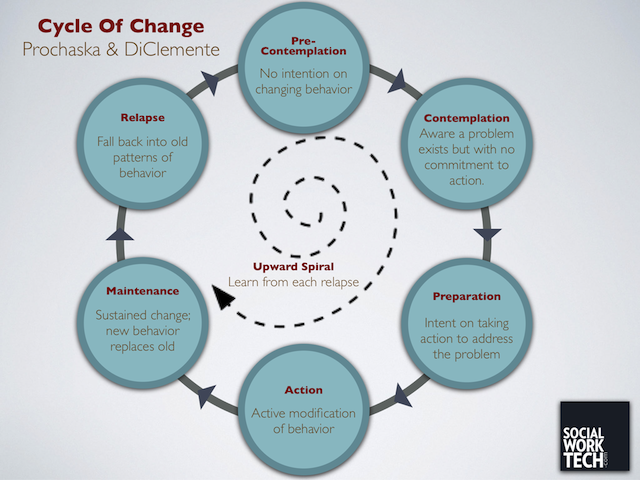 Cycle Of Change
Prochaska & DiClemente
Pre-
Contemplation
No intention on
changing behavior
Contemplation
Aware a problem
exists but with no
commitment to
action.
Preparation
Intent on taking
action to address
the problem
Action
Active modification
of behavior
Maintenance
Sustained change;
new behavior
replaces old
Relapse
Fall back into old
patterns of
behavior
Upward Spiral
Learn from each relapse
SOCIAL
WORK
TECH
.com